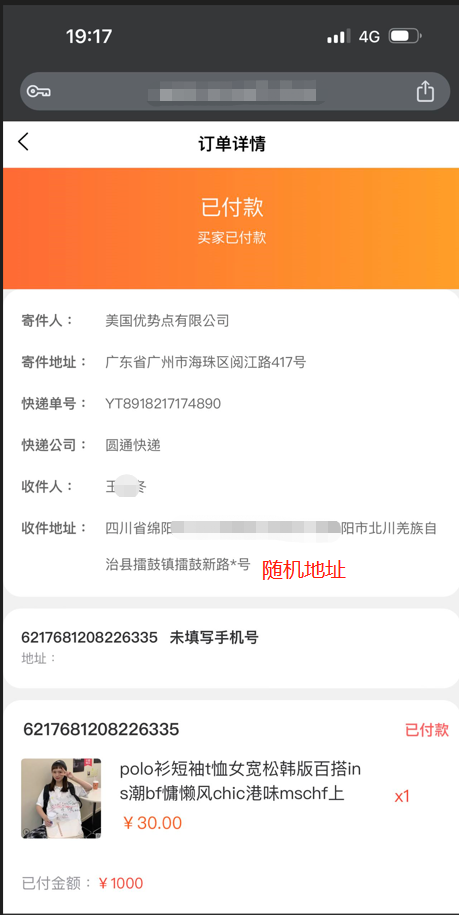 19:17
4G
订单详情
已付款
买家已付款
寄件人： 美国优势点有限公司
寄件地址： 广东省广州市海珠区阅江路417号
快递单号： YT8918217174890
快递公司： 圆通快递
收件人： 王 冬
收件地址： 四川省绵阳 阳市北川羌族自
治县擂鼓镇擂鼓新路*号 随机地址
6217681208226335 未填写手机号
地址：
6217681208226335 已付款
polo衫短袖t恤女宽松韩版百搭in
s潮bf慵懒风chic港味mschf上
x1
￥30.00
已付金额：￥1000